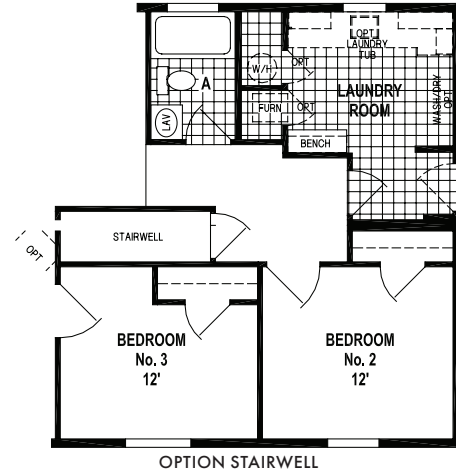 OPT
LAUNDRY
TUB
A
W/H
OPT
LAUNDRY
ROOM
WASH/DRY
OPT
FURN
OPT
LAV
BENCH
STAIRWELL
OPT
BEDROOM
No. 3
12'
BEDROOM
No. 2
12'
OPTION STAIRWELL